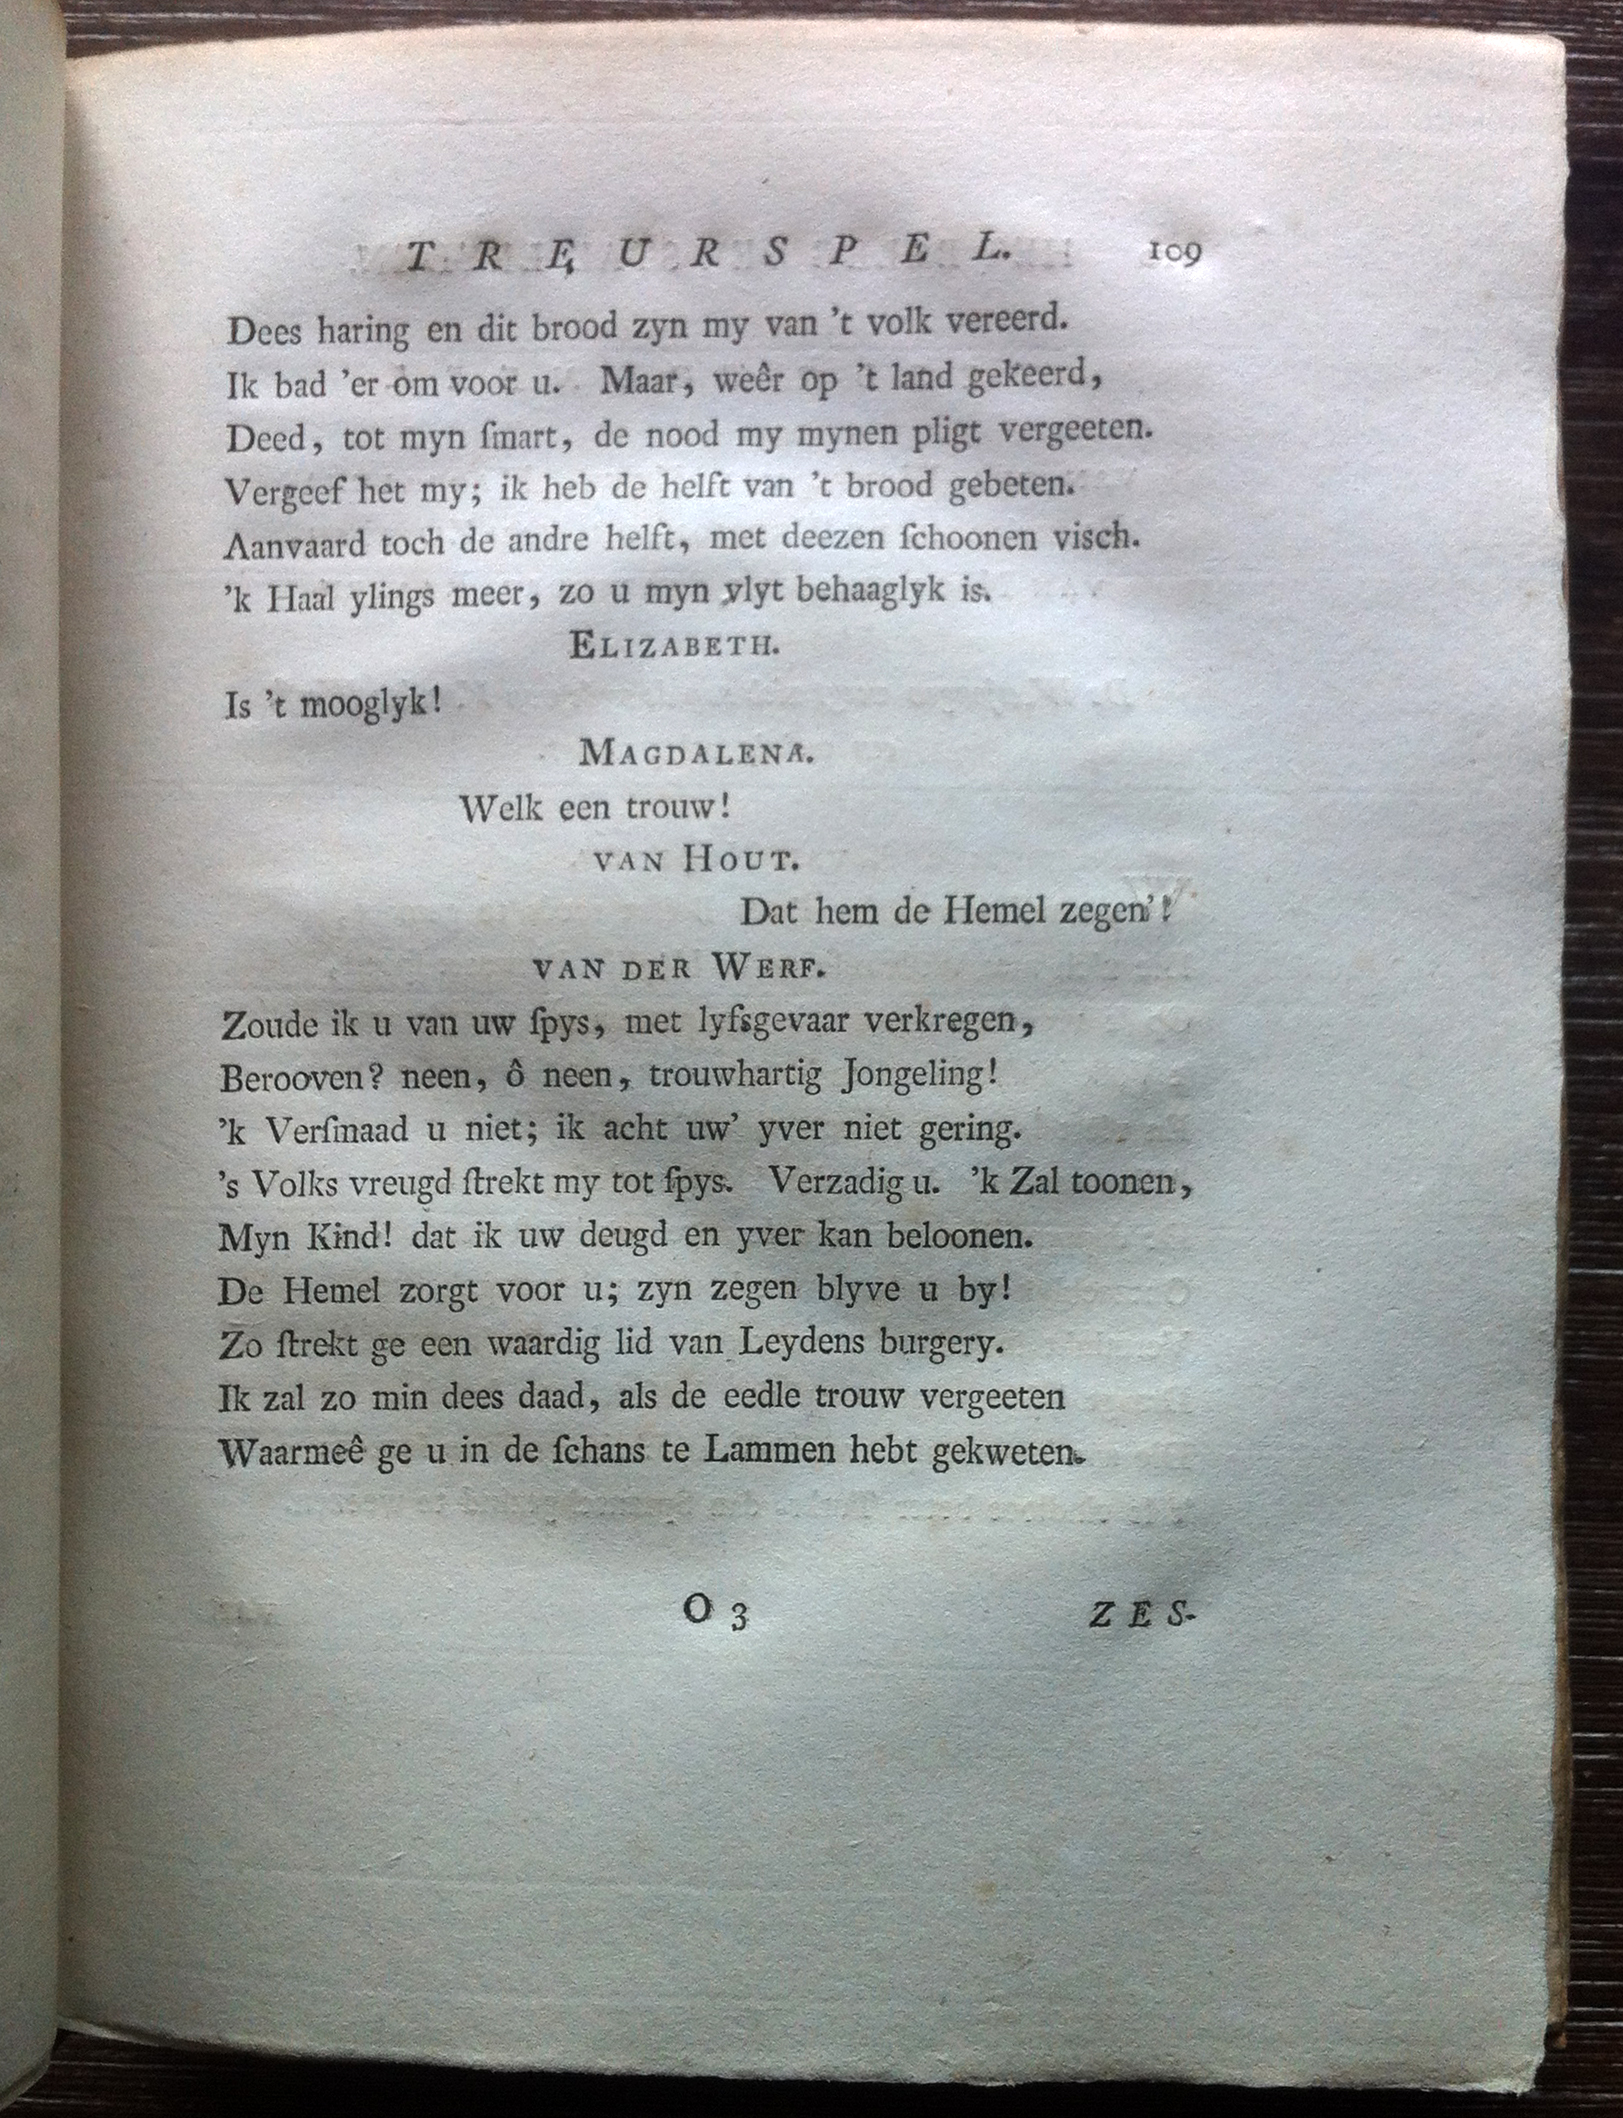 TREURSPEL. 109
Dees haring en dit brood zyn my van 't volk vereerd.
Ik bad 'er om voor u. Maar, weêr op 't land gekeerd,
Deed, tot myn ſmart, de nood my mynen pligt vergeeten.
Vergeef het my; ik heb de helft van 't brood gebeten.
Aanvaard toch de andre helft, met deezen ſchoonen visch.
'k Haal ylings meer, zo u myn vlyt behaaglyk is.
ELIZABETH.
Is 't mooglyk!
MAGDALENA.
Welk een trouw!
VAN HOUT.
Dat hem de Hemel zegen'!
VAN DER WERF.
Zoude ik u van uw ſpys, met lyfsgevaar verkregen,
Berooven? neen, ô neen, trouwhartig Jongeling!
'k Verſmaad u niet; ik acht uw' yver niet gering.
's Volks vreugd ſtrekt my tot ſpys. Verzadig u. 'k Zal toonen,
Myn Kind! dat ik uw deugd en yver kan beloonen.
De Hemel zorgt voor u; zyn zegen blyve u by!
Zo ſtrekt ge een waardig lid van Leydens burgery.
Ik zal zo min dees daad, als de eedle trouw vergeeten
Waarmeê ge u in de ſchans te Lammen hebt gekweten.
O 3 ZES-